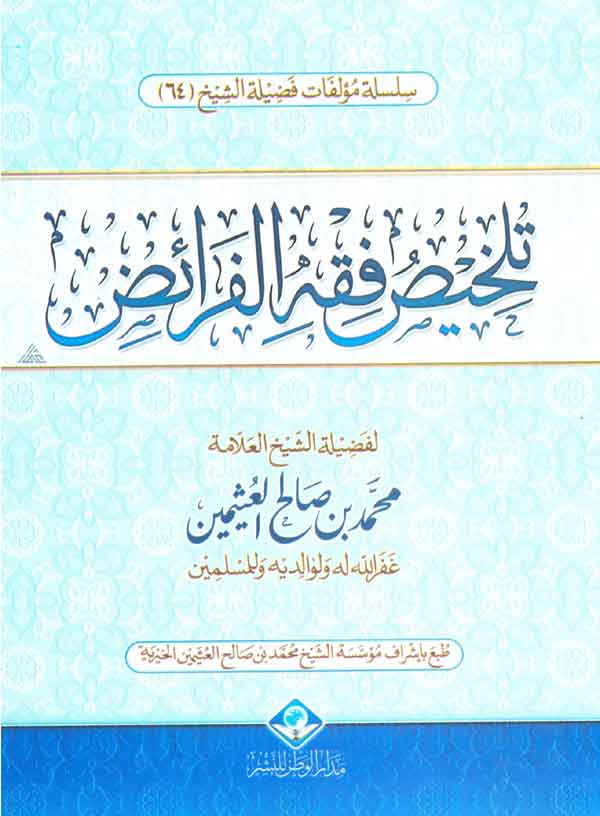 سلسلة مؤلفات فضيلة الشيخ (٦٤)
تلخيص فقه الفرائض
لفضيلة الشيخ العلامة
محمد بن صالح العثيمين
غفر الله له ولوالديه وللمسلمين
طبع بإشراف مؤسسة الشيخ محمد بن صالح العثيمين الخيرية
مدار الوطن للنشر